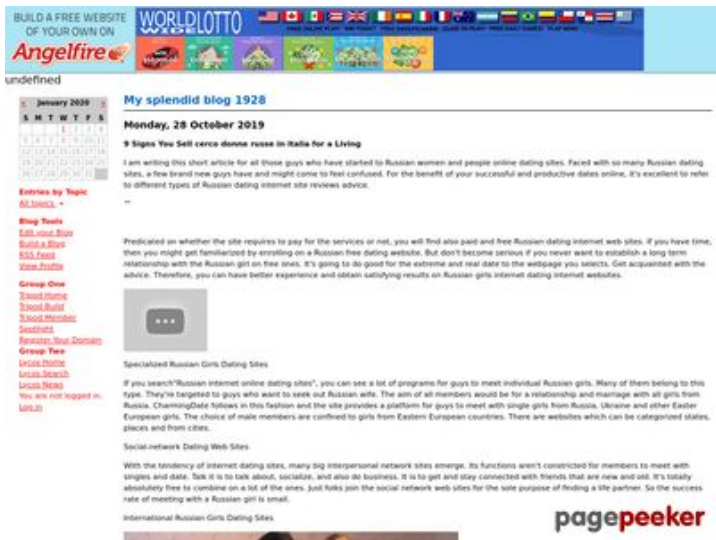 BUILD A FREE WEBSITE
OF YOUR OWN ON
Angelfire
WORLD LOTTO
WIDE
undefined
January 2020
S M T W T F S
Entries by Topic
All topics
Blog Tools
Edit your Blog
Build a Blog
RSS Feed
View Profile
Group One
Tripod Home
Tripod Build
Tripod Member
Spotlight
Register Your Domain
Group Two
Lycos Home
Lycos Search
Lycos News
You are not logged in.
Log in
My splendid blog 1928
Monday, 28 October 2019
9 Signs You Sell cerco donne russe in italia for a Living
I am writing this short article for all those guys who have started to Russian women and people online dating sites. Faced with so many Russian dating
sites, a few brand new guys have and might come to feel confused. For the benefit of your successful and productive dates online, it's excellent to refer
to different types of Russian dating internet site reviews advice.
Predicated on whether the site requires to pay for the services or not, you will find also paid and free Russian dating internet web sites. If you have time,
then you might get familiarized by enrolling on a Russian free dating website. But don't become serious if you never want to establish a long term
relationship with the Russian girl on free ones. It's going to do good for the extreme and real date to the webpage you selects. Get acquainted with the
advice. Therefore, you can have better experience and obtain satisfying results on Russian girls internet dating internet websites.
Specialized Russian Girls Dating Sites
If you search"Russian internet online dating sites", you can see a lot of programs for guys to meet individual Russian girls. Many of them belong to this
type. They're targeted to guys who want to seek out Russian wife. The aim of all members would be for a relationship and marriage with all girls from
Russia. CharmingDate follows in this fashion and the site provides a platform for guys to meet with single girls from Russia, Ukraine and other Easter
European girls. The choice of male members are confined to girls from Eastern European countries. There are websites which can be categorized states,
places and from cities.
Social-network Dating Web Sites
With the tendency of internet dating sites, many big interpersonal network sites emerge. Its functions aren't constricted for members to meet with
singles and date. Talk it is to talk about, socialize, and also do business. It is to get and stay connected with friends that are new and old. It's totally
absolutely free to combine on a lot of the ones. Just folks join the social network web sites for the sole purpose of finding a life partner. So the success
rate of meeting with a Russian girl is small.
International Russian Girls Dating Sites
pagepeeker